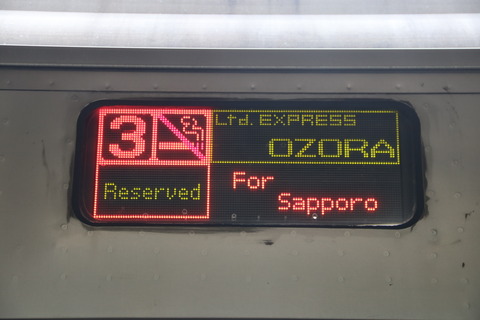 3
Ltd. EXPRESS
OZORA
Reserved
For
Sapporo